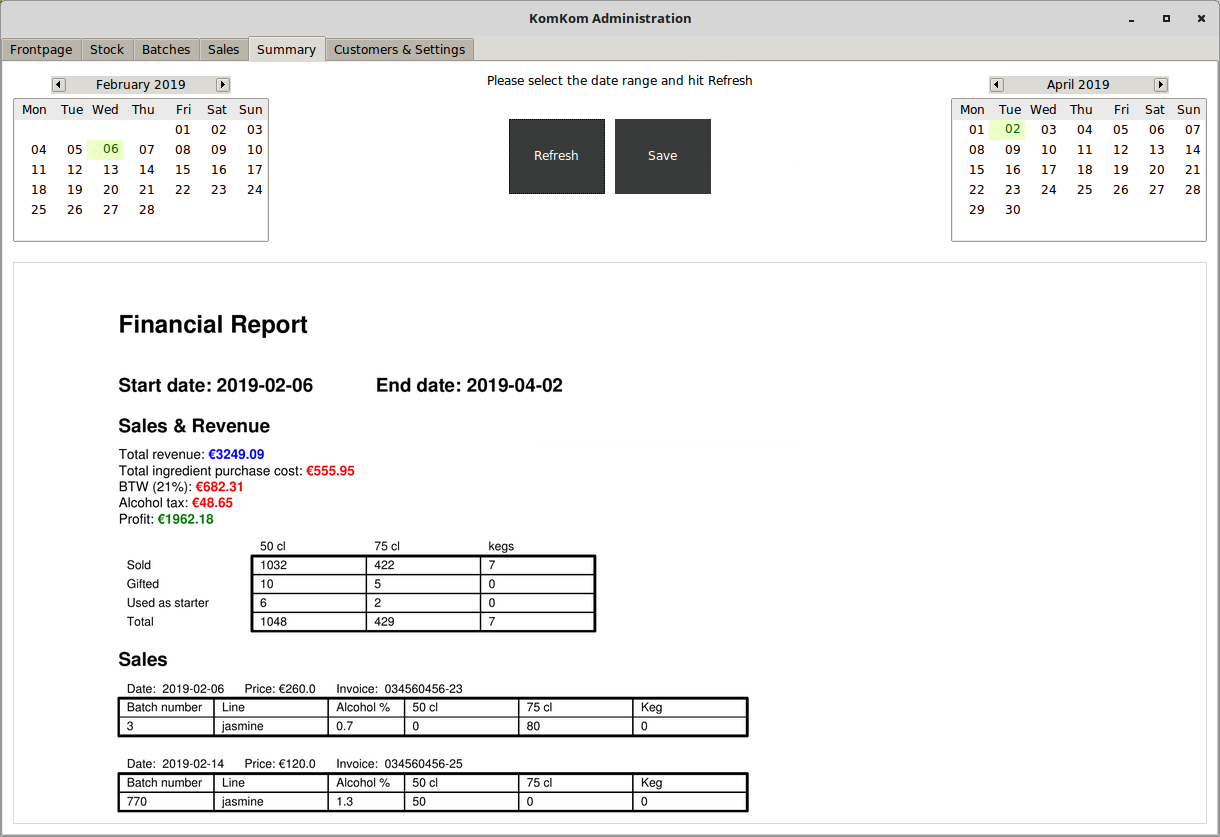 KomKom Administration
Frontpage Stock Batches Sales Summary Customers & Settings
February 2019
Mon Tue Wed Thu Fri Sat Sun
01 02 03
04 05 06 07 08 09 10
11 12 13 14 15 16 17
18 19 20 21 22 23 24
25 26 27 28
Please select the date range and hit Refresh
Refresh Save
April 2019
Mon Tue Wed Thu Fri Sat Sun
01 02 03 04 05 06 07
08 09 10 11 12 13 14
15 16 17 18 19 20 21
22 23 24 25 26 27 28
29 30
Financial Report
Start date: 2019-02-06 End date: 2019-04-02
Sales & Revenue
Total revenue: €3249.09
Total ingredient purchase cost: €555.95
BTW (21%): €682.31
Alcohol tax: €48.65
Profit: €1962.18
50 cl 75 cl kegs
Sold 1032 422 7
Gifted 10 5 0
Used as starter 6 2 0
Total 1048 429 7
Sales
Date: 2019-02-06 Price: €260.0 Invoice: 034560456-23
Batch number Line Alcohol % 50 cl 75 cl Keg
3 jasmine 0.7 0 80 0
Date: 2019-02-14 Price: €120.0 Invoice: 034560456-25
Batch number Line Alcohol % 50 cl 75 cl Keg
770 jasmine 1.3 50 0 0